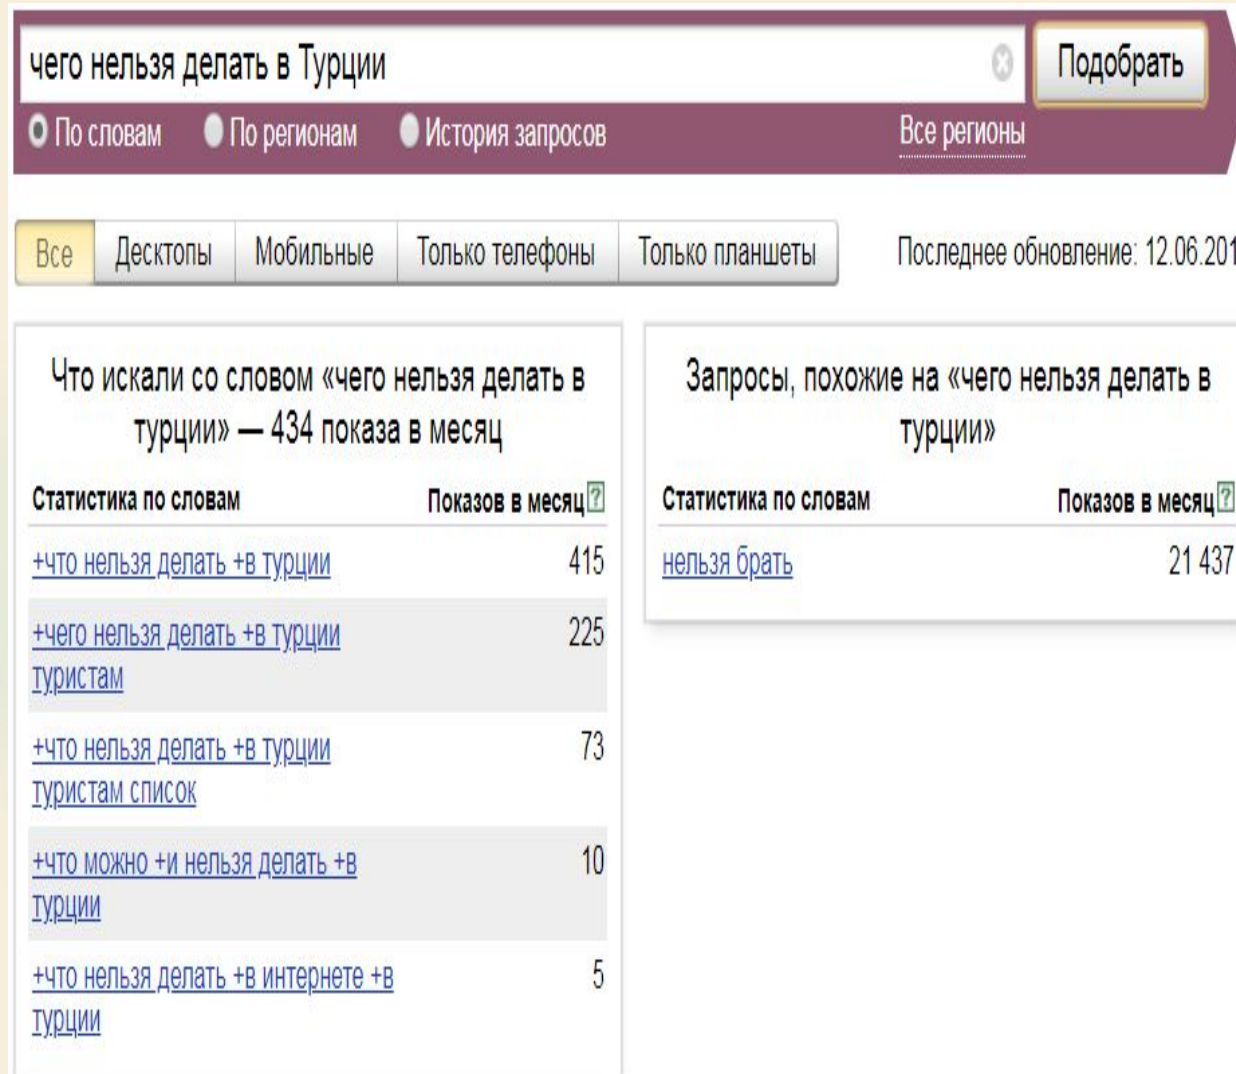 чего нельзя делать в Турции
Подобрать
По словам
По регионам
История запросов
Все регионы
Все
Десктопы
Мобильные
Только телефоны
Только планшеты
Последнее обновление: 12.06.201
Что искали со словом «чего нельзя делать в
турции» — 434 показа в месяц
Статистика по словам
Показов в месяц ?
+что нельзя делать +в турции
415
+чего нельзя делать +в турции
туристам
225
+что нельзя делать +в турции
туристам список
73
+что можно +и нельзя делать +в
турции
10
+что нельзя делать +в интернете +в
турции
5
Запросы, похожие на «чего нельзя делать в
турции»
Статистика по словам
Показов в месяц ?
нельзя брать
21 437